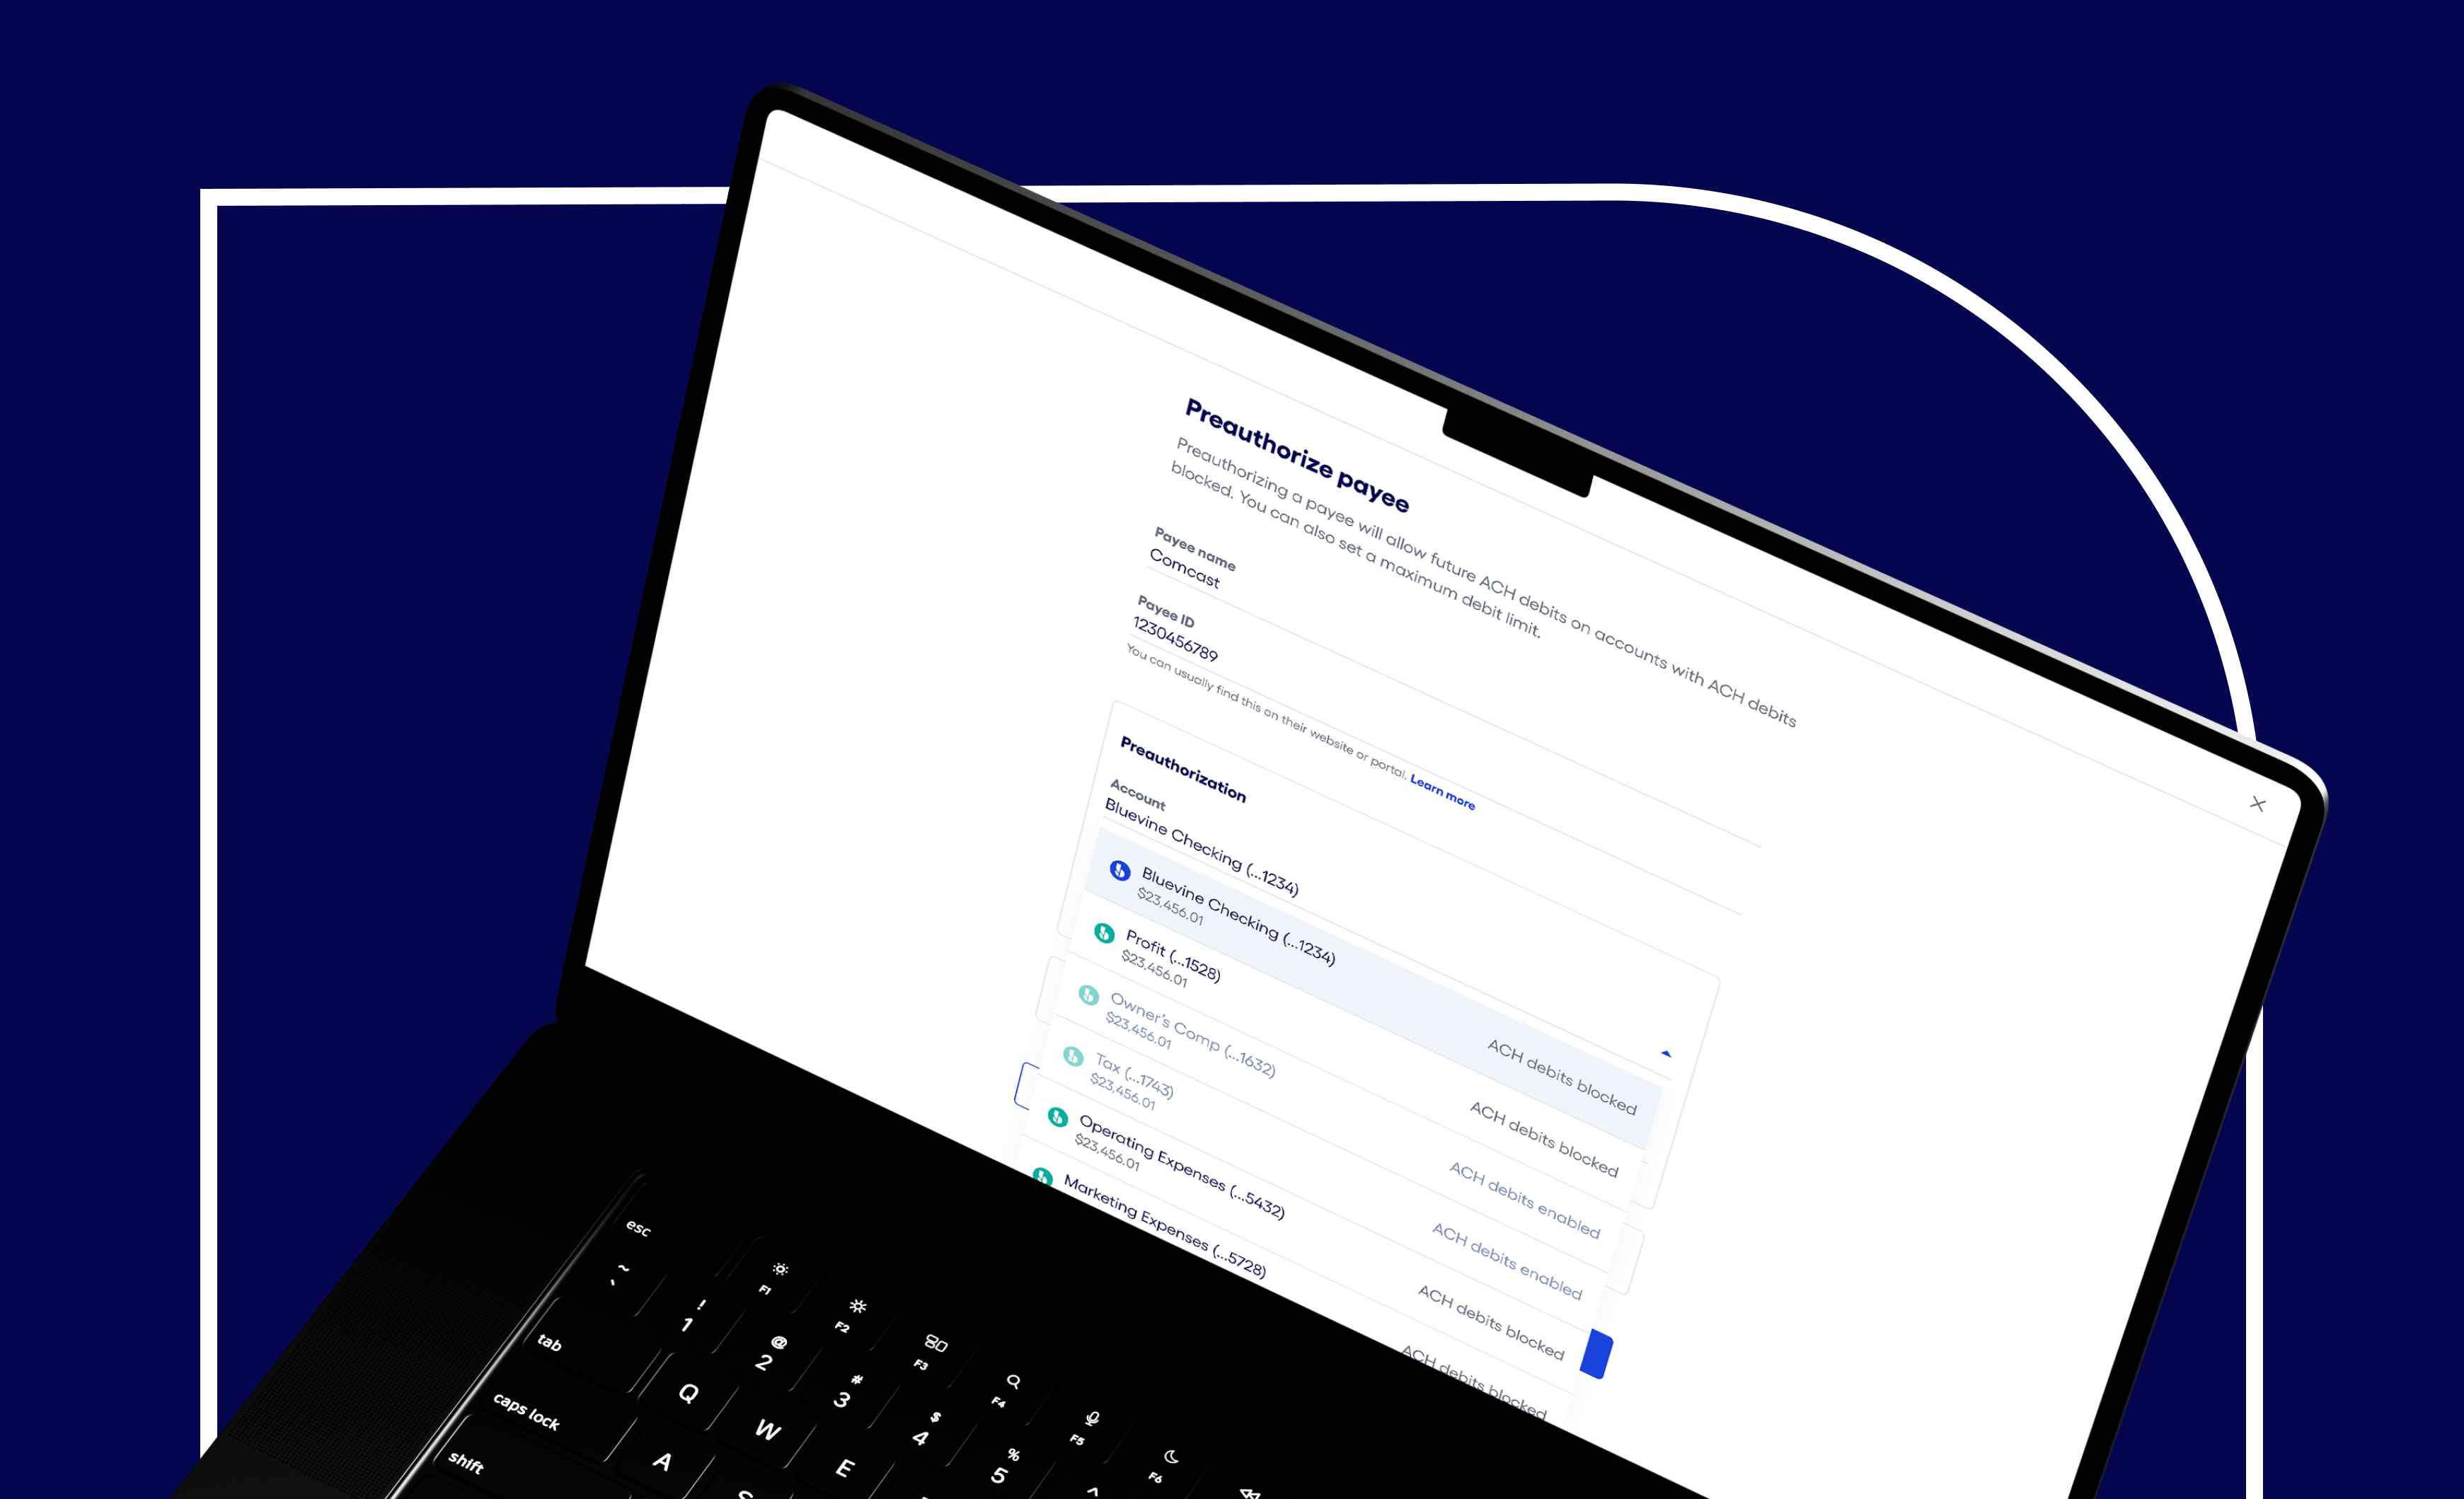 Preauthorize payee
Preauthorizing a payee will allow future ACH debits on accounts with ACH debits
blocked. You can also set a maximum debit limit.
Payee name
Comcast
Payee ID
1230456789
You can usually find this on their website or portal. Learn more
Preauthorization
Account
Bluevine Checking (...1234)
Bluevine Checking (...1234)
$23,456.01
ACH debits blocked
Profit (...1528)
$23,456.01
ACH debits blocked
Owner's Comp (...1632)
$23,456.01
ACH debits enabled
Tax (...1743)
$23,456.01
ACH debits enabled
Operating Expenses (...5432)
$23,456.01
ACH debits blocked
Marketing Expenses (...5728)
ACH debits blocked
esc
F1
F2
F3
F4
F5
F6
~
`
!
1
@
2
#
3
$
4
%
5
^
tab
Q
W
E
caps lock
A
S
shift